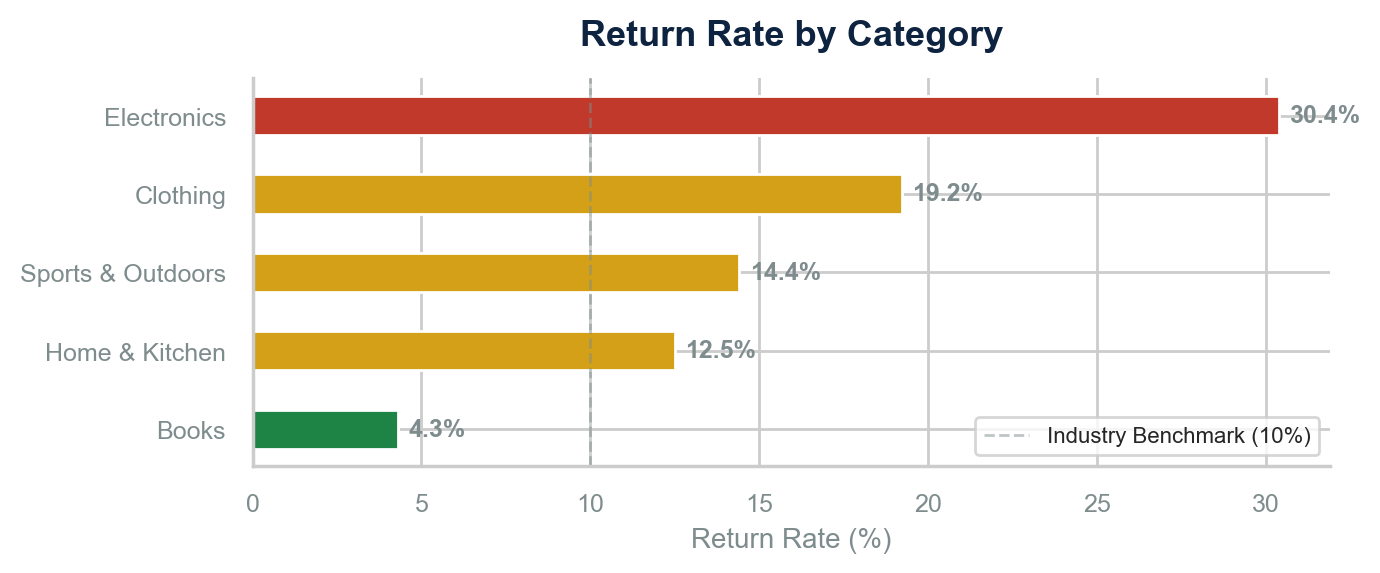 Return Rate by Category
Electronics
30.4%
Clothing
19.2%
Sports & Outdoors
14.4%
Home & Kitchen
12.5%
Books
4.3%
Industry Benchmark (10%)
0 5 10 15 20 25 30
Return Rate (%)